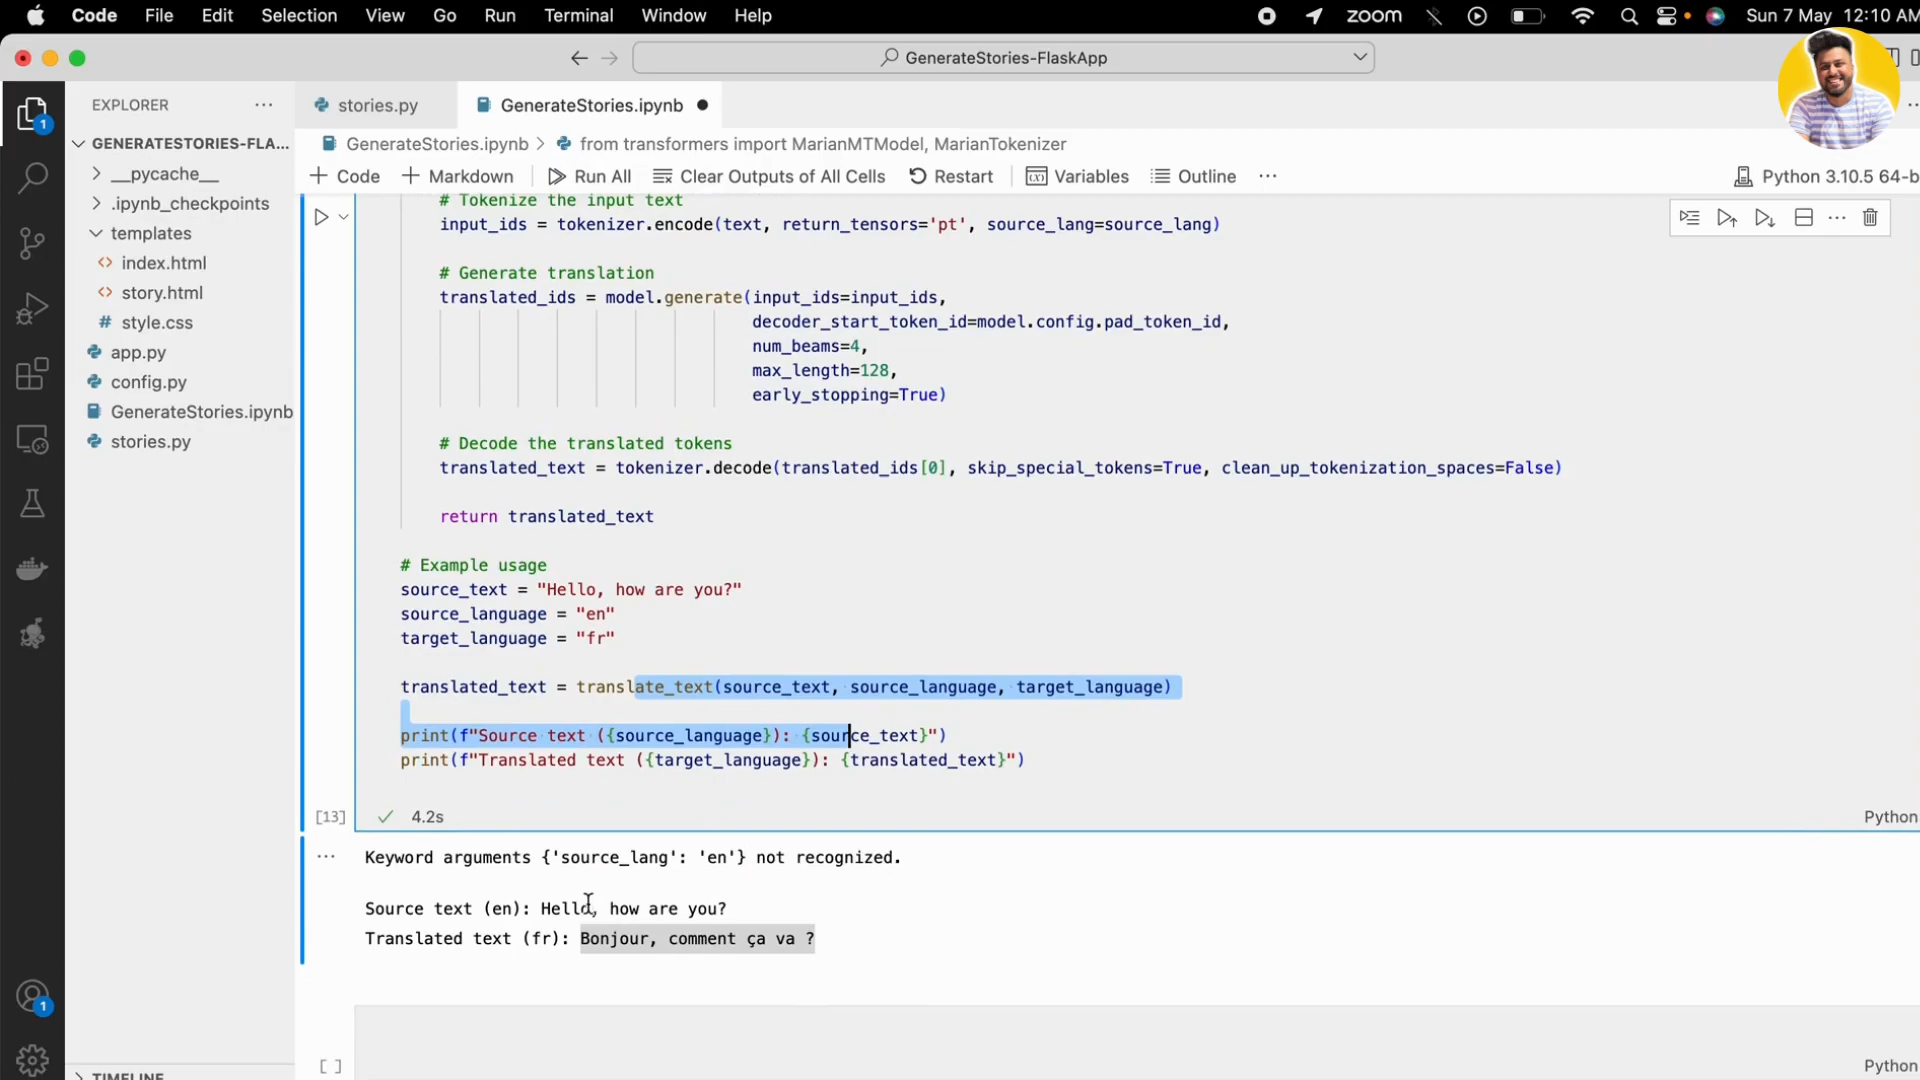 Code File Edit Selection View Go Run Terminal Window Help zoom Sun 7 May 12:10 AM
GenerateStories-FlaskApp
EXPLORER ···
GENERATESTORIES-FLA...
__pycache__
.ipynb_checkpoints
templates
index.html
story.html
style.css
app.py
config.py
GenerateStories.ipynb
stories.py
TIMELINE
1
1
stories.py GenerateStories.ipynb
GenerateStories.ipynb > from transformers import MarianMTModel, MarianTokenizer
+ Code + Markdown Run All Clear Outputs of All Cells Restart Variables Outline ··· Python 3.10.5 64-b
# Tokenize the input text
input_ids = tokenizer.encode(text, return_tensors='pt', source_lang=source_lang)
# Generate translation
translated_ids = model.generate(input_ids=input_ids,
decoder_start_token_id=model.config.pad_token_id,
num_beams=4,
max_length=128,
early_stopping=True)
# Decode the translated tokens
translated_text = tokenizer.decode(translated_ids[0], skip_special_tokens=True, clean_up_tokenization_spaces=False)
return translated_text
# Example usage
source_text = "Hello, how are you?"
source_language = "en"
target_language = "fr"
translated_text = translate_text(source_text, source_language, target_language)
print(f"Source text ({source_language}): {source_text}")
print(f"Translated text ({target_language}): {translated_text}")
[13] ✓ 4.2s Python
··· Keyword arguments {'source_lang': 'en'} not recognized.
Source text (en): Hello, how are you?
Translated text (fr): Bonjour, comment ça va ?
[ ] Python